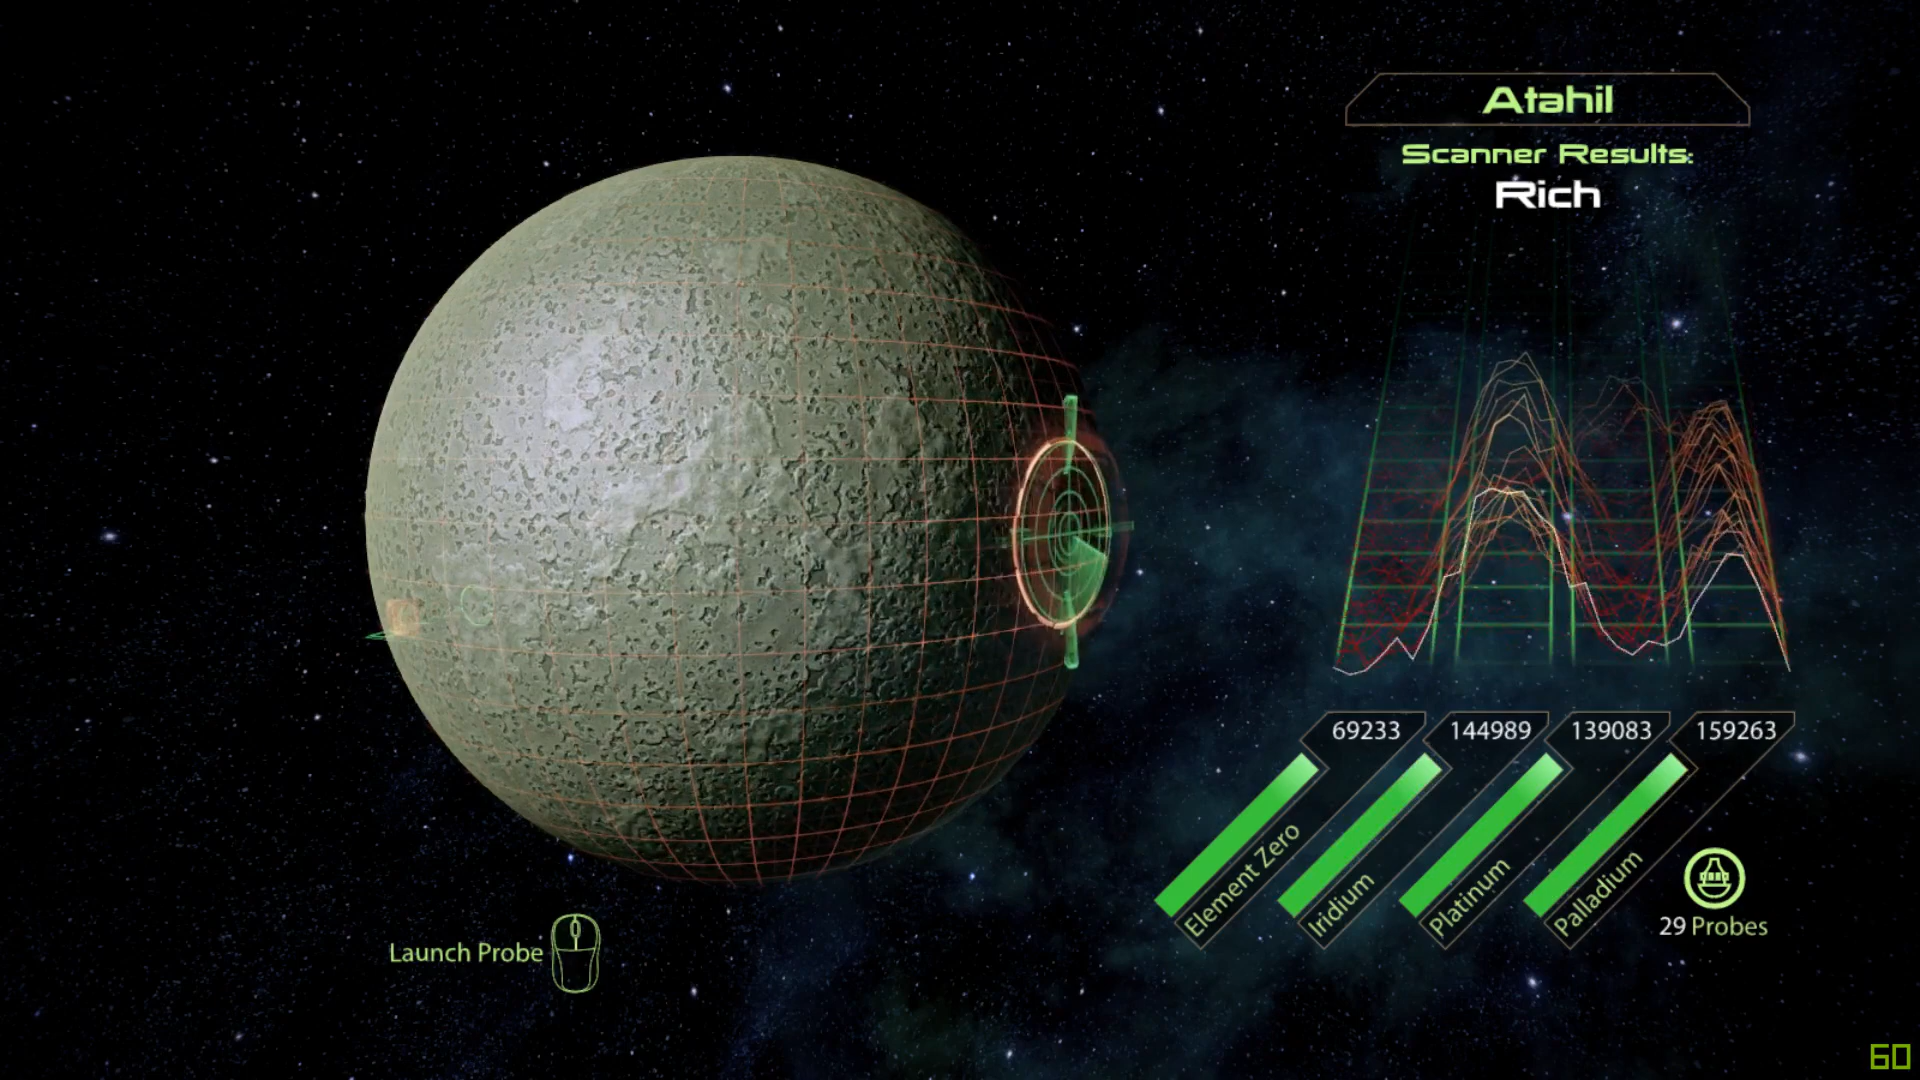 Atahil
Scanner Results:
Rich
69233 144989 139083 159263
Element Zero
Iridium
Platinum
Palladium
29 Probes
Launch Probe
60